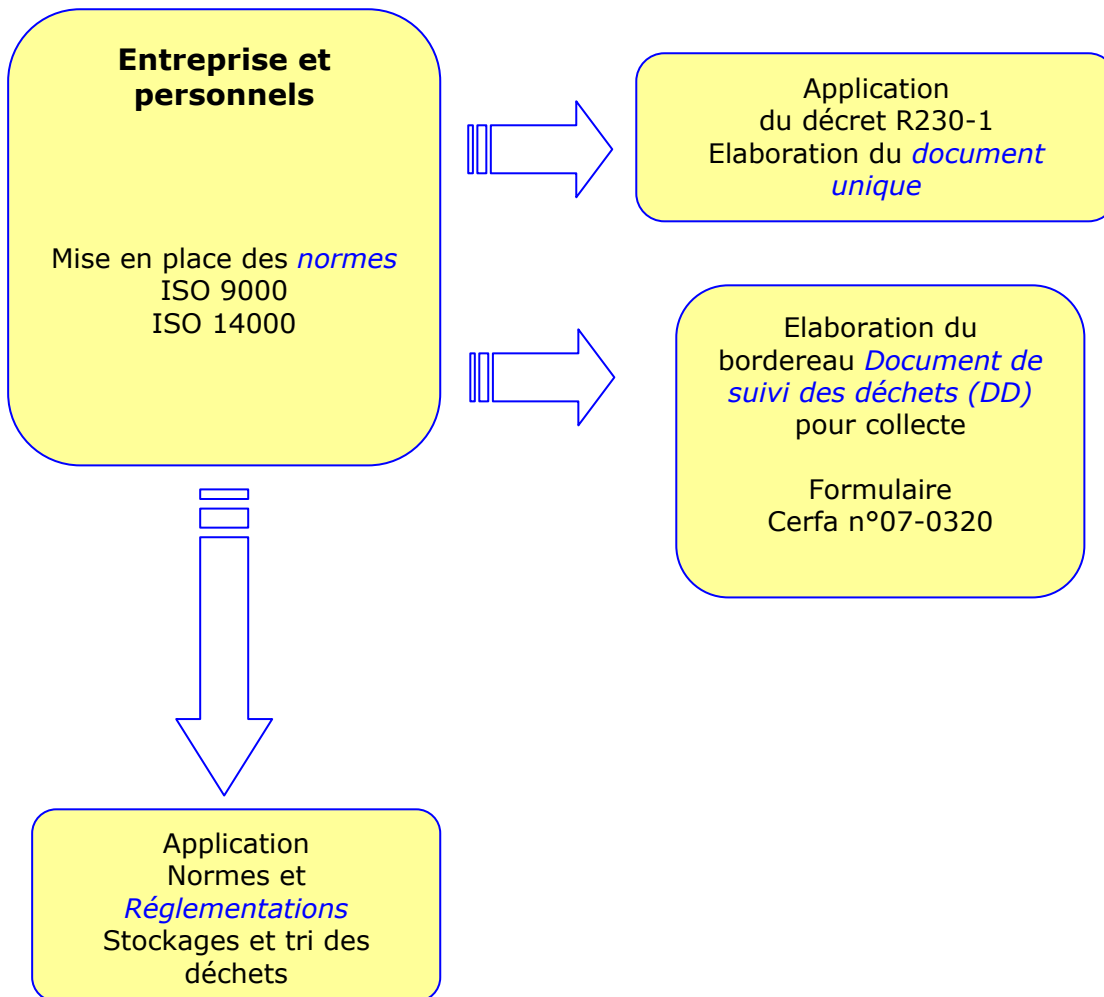 Entreprise et
personnels
Mise en place des normes
ISO 9000
ISO 14000
Application
du décret R230-1
Elaboration du document
unique
Elaboration du
bordereau Document de
suivi des déchets (DD)
pour collecte
Formulaire
Cerfa n°07-0320
Application
Normes et
Réglementations
Stockages et tri des
déchets